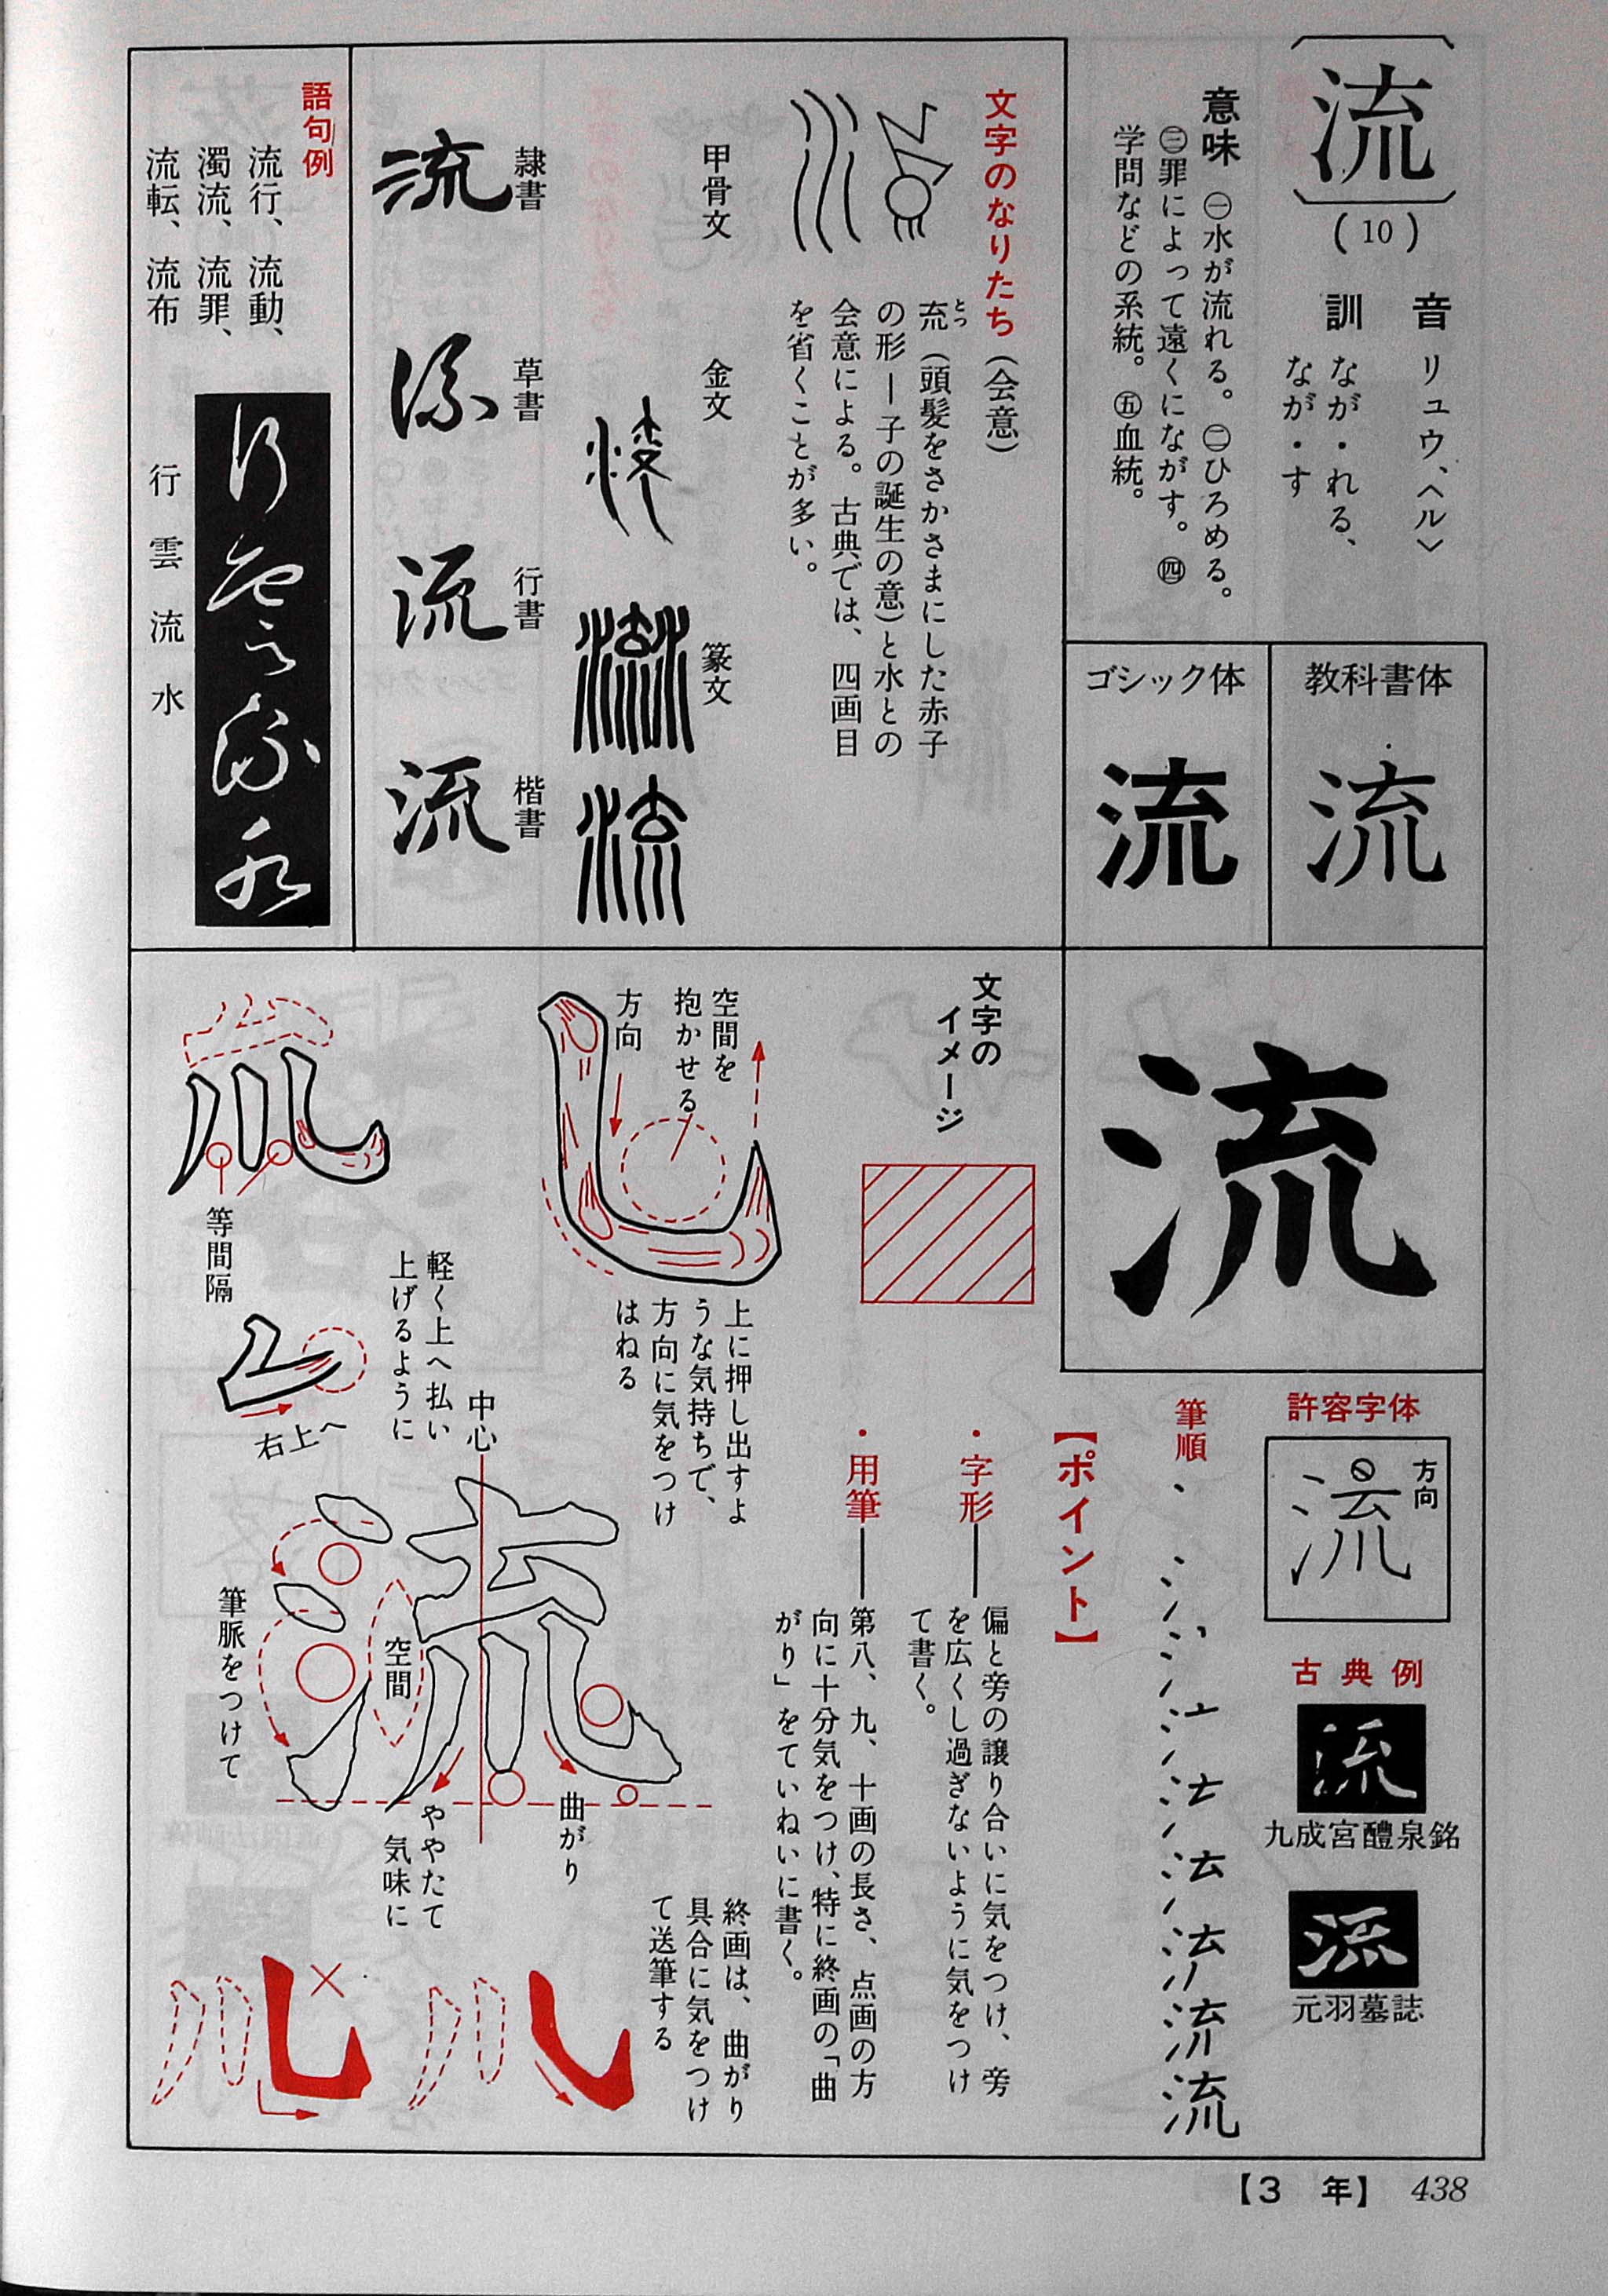 流
(10)
音 リュウ、〈ル〉
訓 なが・れる、
なが・す
意味 ㊀水が流れる。㊁ひろめる。
㊂罪によって遠くにながす。㊃
学問などの系統。㊄血統。
教科書体
流
ゴシック体
流
文字のなりたち（会意）
㐬（頭髪をさかさまにした赤子
とつ
の形―子の誕生の意）と水との
会意による。古典では、四画目
を省くことが多い。
甲骨文
金文
篆文
隷書
流
草書
流
行書
流
楷書
流
語句例
流行、流動、
濁流、流罪、
流転、流布
行雲流水
行雲流水
流
許容字体
方向
流
古典例
流
九成宮醴泉銘
流
元羽墓誌
筆順
流
【ポイント】
・字形―偏と旁の譲り合いに気をつけ、旁
を広くし過ぎないように気をつけ
て書く。
・用筆―第八、九、十画の長さ、点画の方
向に十分気をつけ、特に終画の「曲
がり」をていねいに書く。
文字の
イメージ
空間を
抱かせる
方向
上に押し出すよ
うな気持ちで、
方向に気をつけ
はねる
等間隔
軽く上へ払い
上げるように
右上へ
中心
空間
筆脈をつけて
曲がり
ややたて
気味に
終画は、曲がり
具合に気をつけ
て送筆する
【3 年】 438